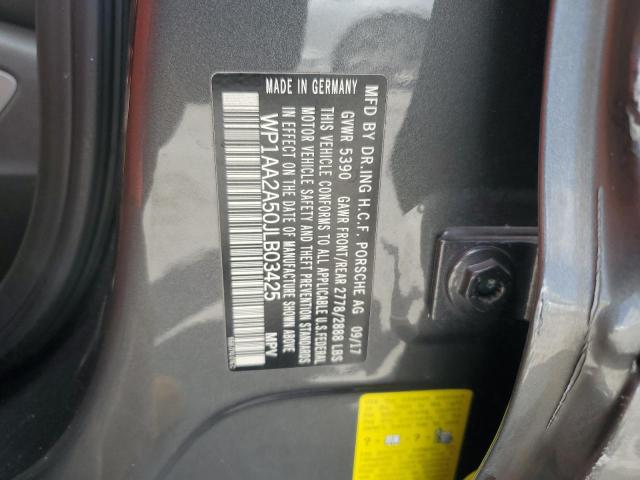 MFD BY DR.ING H.C.F. PORSCHE AG 09/17
GVWR 5390 GAWR FRONT/REAR 2778/2888 LBS
THIS VEHICLE CONFORMS TO ALL APPLICABLE U.S.FEDERAL
MOTOR VEHICLE SAFETY AND THEFT PREVENTION STANDARDS
IN EFFECT ON THE DATE OF MANUFACTURE SHOWN ABOVE
WP1AA2A50JLB03425 MPV
MADE IN GERMANY